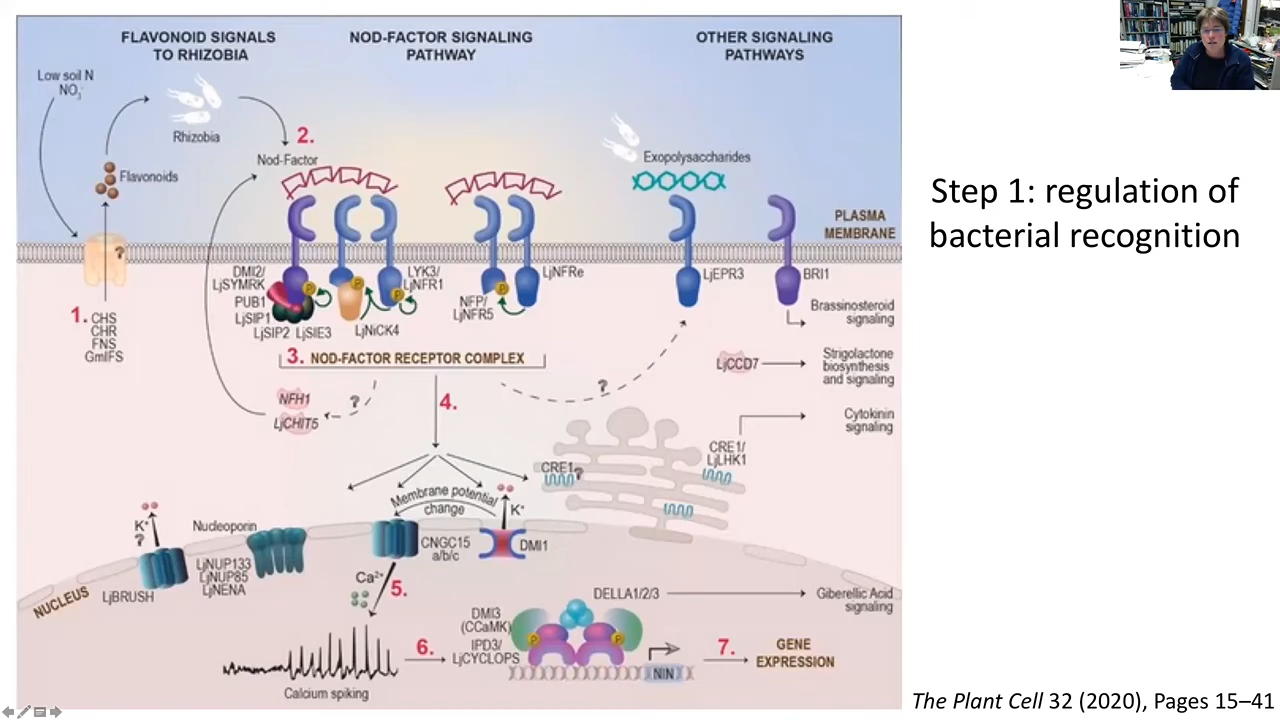 FLAVONOID SIGNALS
TO RHIZOBIA
NOD-FACTOR SIGNALING
PATHWAY
OTHER SIGNALING
PATHWAYS
Low soil N
NO₃⁻
Rhizobia
Flavonoids
2.
Nod-Factor
Exopolysaccharides
PLASMA
MEMBRANE
Step 1: regulation of
bacterial recognition
?
1.
CHS
CHR
FNS
GmIFS
DMI2/
LjSYMRK
PUB1
LjSIP1
LjSIP2
LjSIE3
P
P
P
P
LYK3/
LjNFR1
LjNiCK4
NFP/
LjNFR5
LjNFRe
LjEPR3
BRI1
Brassinosteroid
signaling
3. NOD-FACTOR RECEPTOR COMPLEX
LjCCD7
Strigolactone
biosynthesis
and signaling
NFH1
LjCHIT5
?
4.
?
Cytokinin
signaling
CRE1/
LjLHK1
CRE1
?
Membrane potential
change
K⁺
K⁺
?
Nucleoporin
CNGC15
a/b/c
DMI1
LjNUP133
LjNUP85
LjNENA
LjBRUSH
NUCLEUS
Ca²⁺
5.
DELLA1/2/3
Giberellic Acid
signaling
DMI3
(CCaMK)
IPD3/
LjCYCLOPS
P
P
6.
NIN
7.
GENE
EXPRESSION
Calcium spiking
The Plant Cell 32 (2020), Pages 15–41